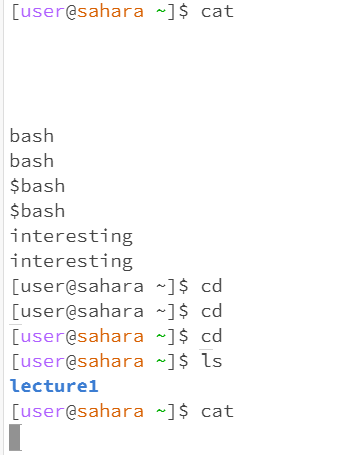 [user@sahara ~]$ cat
bash
bash
$bash
$bash
interesting
interesting
[user@sahara ~]$ cd
[user@sahara ~]$ cd
[user@sahara ~]$ cd
[user@sahara ~]$ ls
lecture1
[user@sahara ~]$ cat